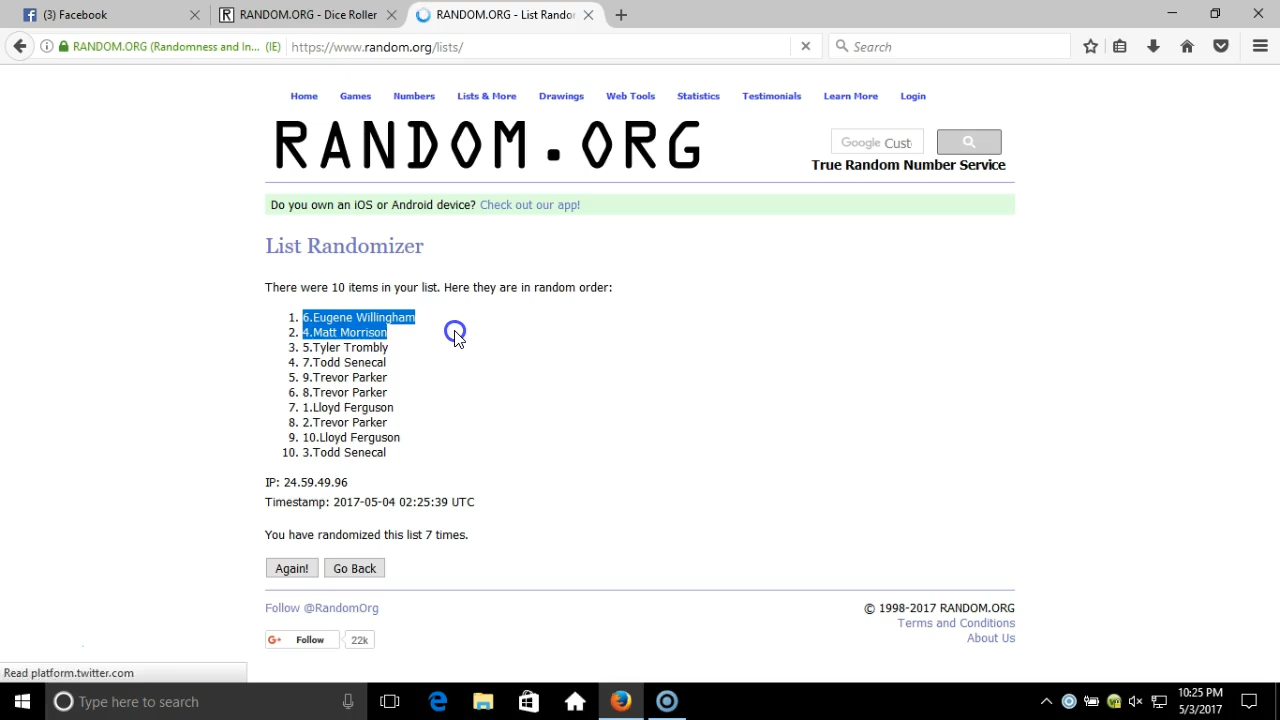 (3) Facebook
RANDOM.ORG - Dice Roller
RANDOM.ORG - List Randor
RANDOM.ORG (Randomness and In... (IE)
https://www.random.org/lists/
Search
Home Games Numbers Lists & More Drawings Web Tools Statistics Testimonials Learn More Login
RANDOM.ORG
Google Cust
True Random Number Service
Do you own an iOS or Android device? Check out our app!
List Randomizer
There were 10 items in your list. Here they are in random order:
1. 6.Eugene Willingham
2. 4.Matt Morrison
3. 5.Tyler Trombly
4. 7.Todd Senecal
5. 9.Trevor Parker
6. 8.Trevor Parker
7. 1.Lloyd Ferguson
8. 2.Trevor Parker
9. 10.Lloyd Ferguson
10. 3.Todd Senecal
IP: 24.59.49.96
Timestamp: 2017-05-04 02:25:39 UTC
You have randomized this list 7 times.
Again! Go Back
Follow @RandomOrg
© 1998-2017 RANDOM.ORG
Terms and Conditions
About Us
G+ Follow 22k
Read platform.twitter.com
Type here to search
10:25 PM
5/3/2017